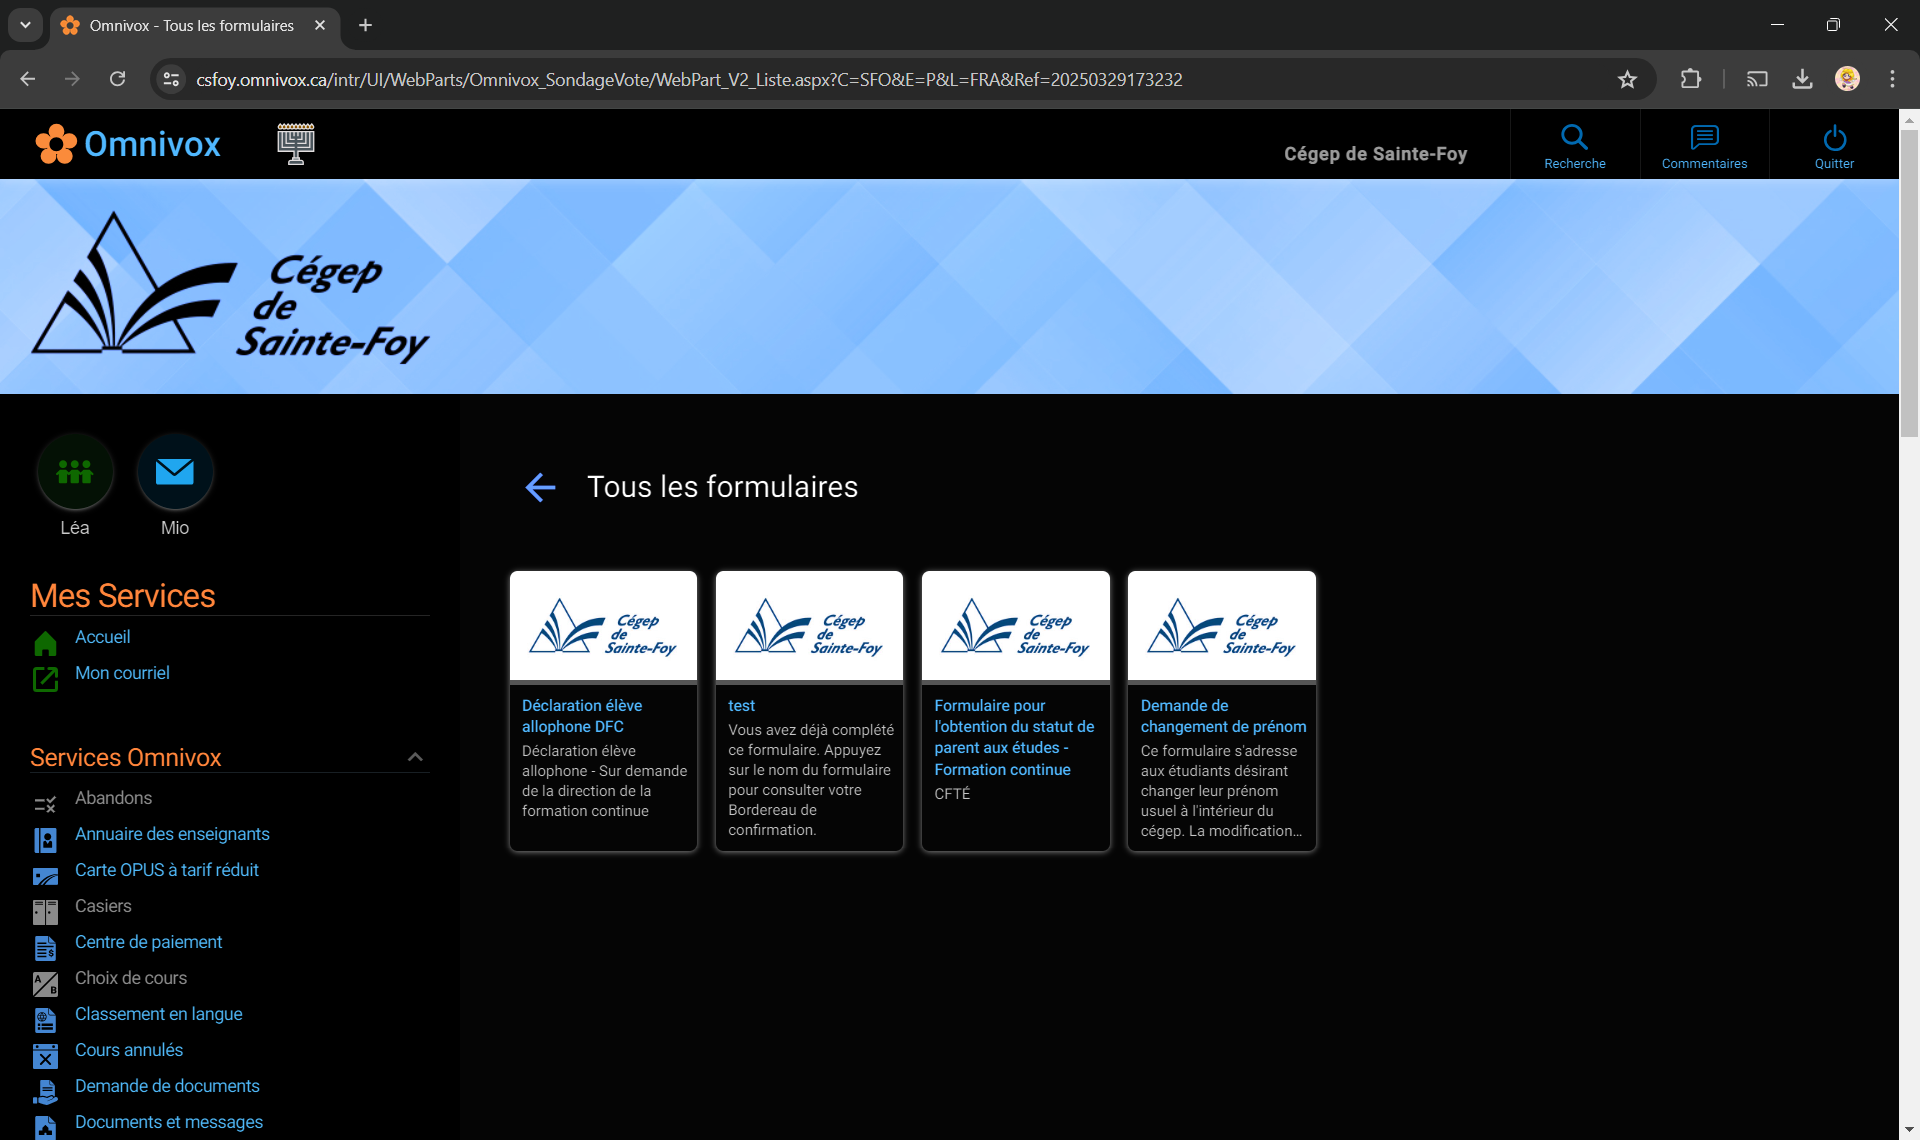 Omnivox - Tous les formulaires
csfoy.omnivox.ca/intr/UI/WebParts/Omnivox_SondageVote/WebPart_V2_Liste.aspx?C=SFO&E=P&L=FRA&Ref=20250329173232
Omnivox
Cégep de Sainte-Foy
Recherche
Commentaires
Quitter
Cégep
de
Sainte-Foy
Léa
Mio
Mes Services
Accueil
Mon courriel
Services Omnivox
Abandons
Annuaire des enseignants
Carte OPUS à tarif réduit
Casiers
Centre de paiement
Choix de cours
Classement en langue
Cours annulés
Demande de documents
Documents et messages
Tous les formulaires
Cégep
de
Sainte-Foy
Déclaration élève
allophone DFC
Déclaration élève
allophone - Sur demande
de la direction de la
formation continue
Cégep
de
Sainte-Foy
test
Vous avez déjà complété
ce formulaire. Appuyez
sur le nom du formulaire
pour consulter votre
Bordereau de
confirmation.
Cégep
de
Sainte-Foy
Formulaire pour
l'obtention du statut de
parent aux études -
Formation continue
CFTÉ
Cégep
de
Sainte-Foy
Demande de
changement de prénom
Ce formulaire s'adresse
aux étudiants désirant
changer leur prénom
usuel à l'intérieur du
cégep. La modification...